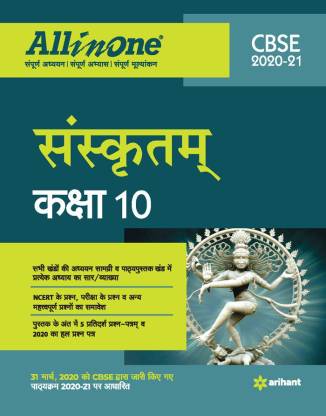 All in One
संपूर्ण अध्ययन | संपूर्ण अभ्यास | संपूर्ण मूल्यांकन
CBSE
2020-21
संस्कृतम्
कक्षा 10
सभी खंडों की अध्ययन सामग्री व पाठ्यपुस्तक खंड में
प्रत्येक अध्याय का सार/व्याख्या
NCERT के प्रश्न, परीक्षा के प्रश्न व अन्य
महत्त्वपूर्ण प्रश्नों का समावेश
पुस्तक के अंत में 5 प्रतिदर्श प्रश्न-पत्रम् व
2020 का हल प्रश्न पत्र
31 मार्च, 2020 को CBSE द्वारा जारी किए गए
पाठ्यक्रम 2020-21 पर आधारित
arihant